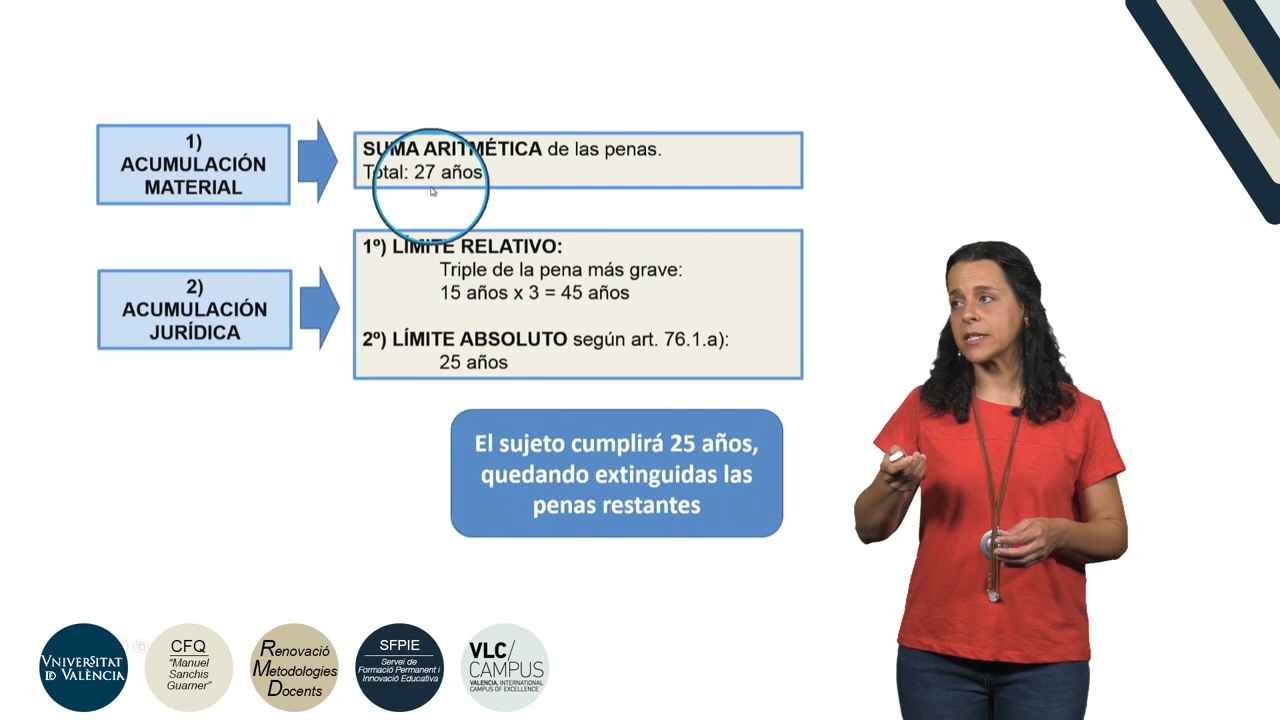 1)
ACUMULACIÓN
MATERIAL
SUMA ARITMÉTICA de las penas.
Total: 27 años
2)
ACUMULACIÓN
JURÍDICA
1º) LÍMITE RELATIVO:
Triple de la pena más grave:
15 años x 3 = 45 años
2º) LÍMITE ABSOLUTO según art. 76.1.a):
25 años
El sujeto cumplirá 25 años,
quedando extinguidas las
penas restantes
VNIVERSITAT
ID VALÈNCIA
CFQ
"Manuel
Sanchis
Guarner"
Renovació
Metodologies
Docents
SFPIE
Servei de
Formació Permanent i
Innovació Educativa
VLC/
CAMPUS
VALENCIA, INTERNATIONAL
CAMPUS OF EXCELLENCE